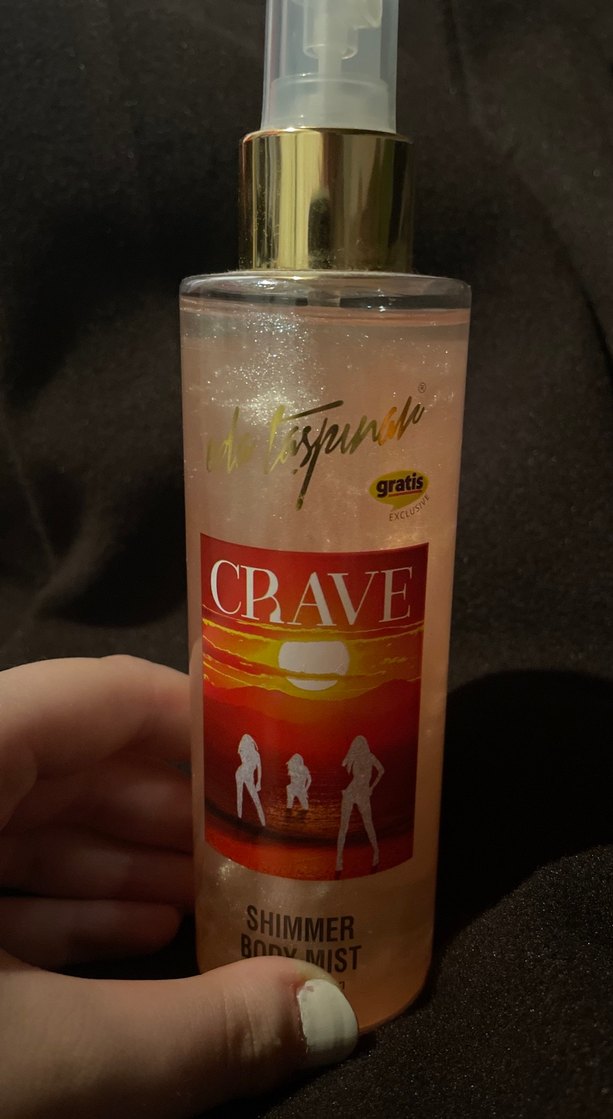 eda taşpınar®
gratis
EXCLUSIVE
CRAVE
SHIMMER
BODY MIST